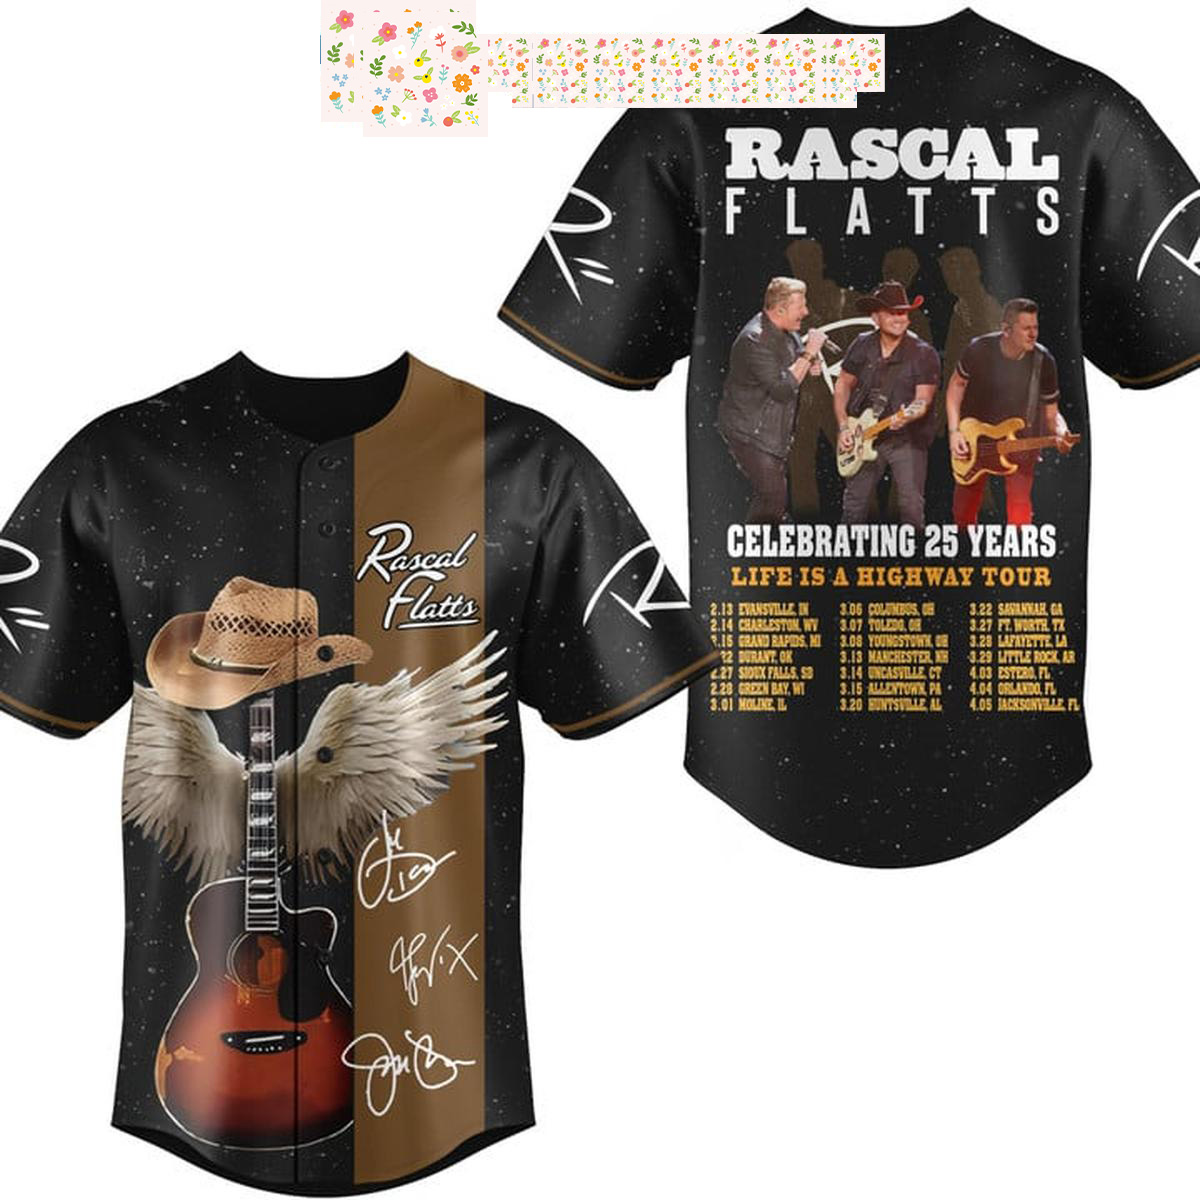 RASCAL
FLATTS
CELEBRATING 25 YEARS
LIFE IS A HIGHWAY TOUR
2.13 EVANSVILLE, IN
2.14 CHARLESTON, WV
.15 GRAND RAPIDS, MI
22 DURANT, OK
.27 SIOUX FALLS, SD
2.28 GREEN BAY, WI
3.01 MOLINE, IL
3.06 COLUMBUS, OH
3.07 TOLEDO, OH
3.08 YOUNGSTOWN, OH
3.13 MANCHESTER, NH
3.14 UNCASVILLE, CT
3.15 ALLENTOWN, PA
3.20 HUNTSVILLE, AL
3.22 SAVANNAH, GA
3.27 FT. WORTH, TX
3.28 LAFAYETTE, LA
3.29 LITTLE ROCK, AR
4.03 ESTERO, FL
4.04 ORLANDO, FL
4.05 JACKSONVILLE, FL
Rascal
Flatts
R
R
R
R